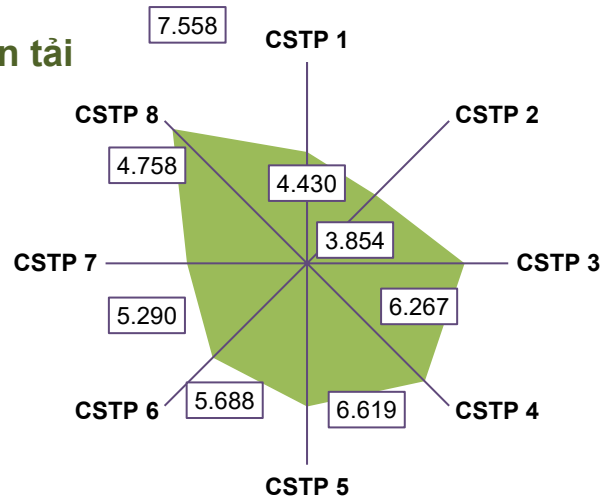 7.558
n tải
CSTP 1
CSTP 8
CSTP 2
4.758
4.430
3.854
CSTP 7
CSTP 3
5.290
6.267
5.688
6.619
CSTP 6
CSTP 4
CSTP 5